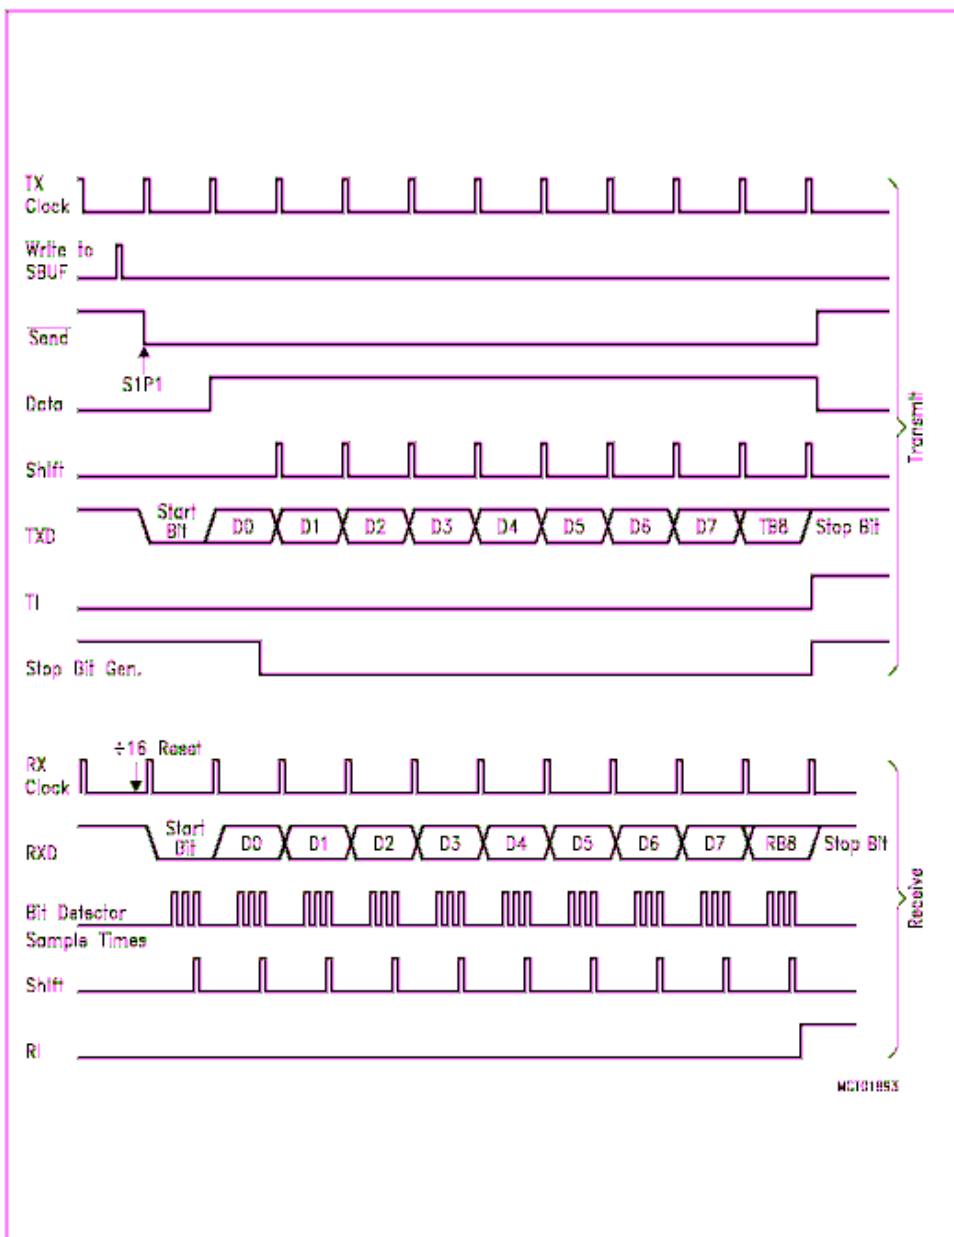 TX
Clock
Write to
SBUF
Send
S1P1
Data
Shift
TXD
Start
Bit
D0 D1 D2 D3 D4 D5 D6 D7 TB8 Stop Bit
TI
Stop Bit Gen.
Transmit
÷16 Reset
RX
Clock
RXD
Start
Bit
D0 D1 D2 D3 D4 D5 D6 D7 RB8 Stop Bit
Bit Detector
Sample Times
Shift
RI
Receive
MCT01893